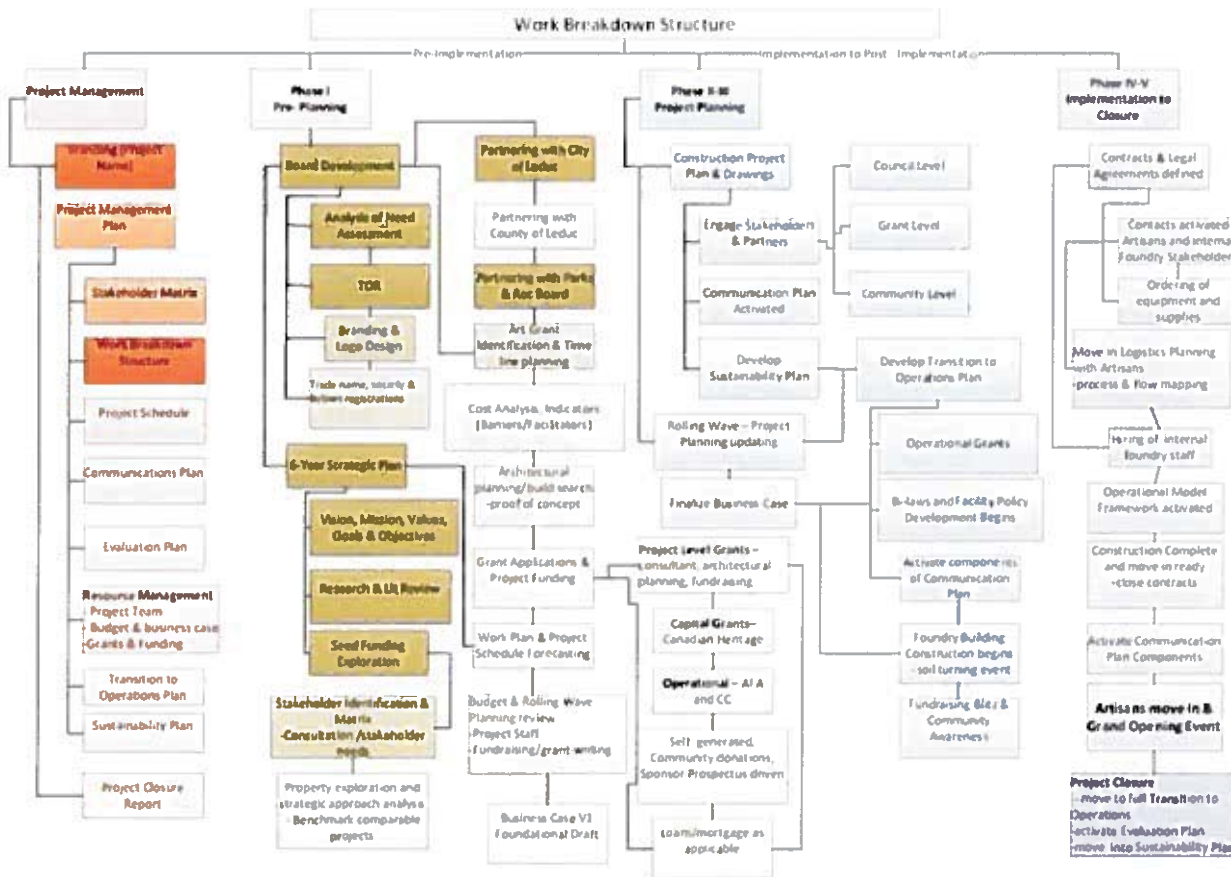 Work Breakdown Structure
Pre-Implementation
Implementation to Post - Implementation
Project Management
Branding (Project
Name)
Project Management
Plan
Stakeholder Matrix
Work Breakdown
Structure
Project Schedule
Communications Plan
Evaluation Plan
Resource Management
- Project Team
- Budget & business case
-Grants & Funding
Transition to
Operations Plan
Sustainability Plan
Project Closure
Report
Phase I
Pre- Planning
Board Development
Analysis of Need
Assessment
TOR
Branding &
Logo Design
Trade name, security &
registrations
6-Year Strategic Plan
Vision, Mission, Values,
Goals & Objectives
Research & Lit Review
Seed Funding
Exploration
Stakeholder Identification &
Matrix
-Consultation /stakeholder
needs
Property exploration and
strategic approach analysis
- Benchmark comparable
projects
Partnering with City
of Leduc
Partnering with
County of Leduc
Partnering with Parks
& Rec Board
Art Grant
Identification & Time
line planning
Cost Analysis, Indicators
(Barriers/Facilitators)
Architectural
planning/build search
-proof of concept
Grant Applications &
Project Funding
Work Plan & Project
Schedule Forecasting
Budget & Rolling Wave
Planning review
-Project Staff
-Fundraising/grant-writing
Business Case V1
Foundational Draft
Phase II-III
Project Planning
Construction Project
Plan & Drawings
Engage Stakeholders
& Partners
Communication Plan
Activated
Develop
Sustainability Plan
Rolling Wave – Project
Planning updating
Finalize Business Case
Project Level Grants –
consultant, architectural
planning, fundraising
Capital Grants–
Canadian Heritage
Operational – AFA
and CC
Self generated,
Community donations,
Sponsor Prospectus driven
Loans/mortgage as
applicable
Council Level
Grant Level
Community Level
Develop Transition to
Operations Plan
Operational Grants
Bi-laws and Facility Policy
Development Begins
Activate components
of Communication
Plan
Foundry Building
Construction begins
- soil turning event
Fundraising Blitz &
Community
Awareness
Phase IV-V
Implementation to
Closure
Contracts & Legal
Agreements defined
Contacts activated
Artisans and internal
Foundry Stakeholder
Ordering of
equipment and
supplies
Move in Logistics Planning
with Artisans
-process & flow mapping
Hiring of internal
foundry staff
Operational Model
Framework activated
Construction Complete
and move in ready
-close contracts
Activate Communication
Plan Components
Artisans move in &
Grand Opening Event
Project Closure
- move to full Transition to
Operations
-activate Evaluation Plan
-move into Sustainability Plan